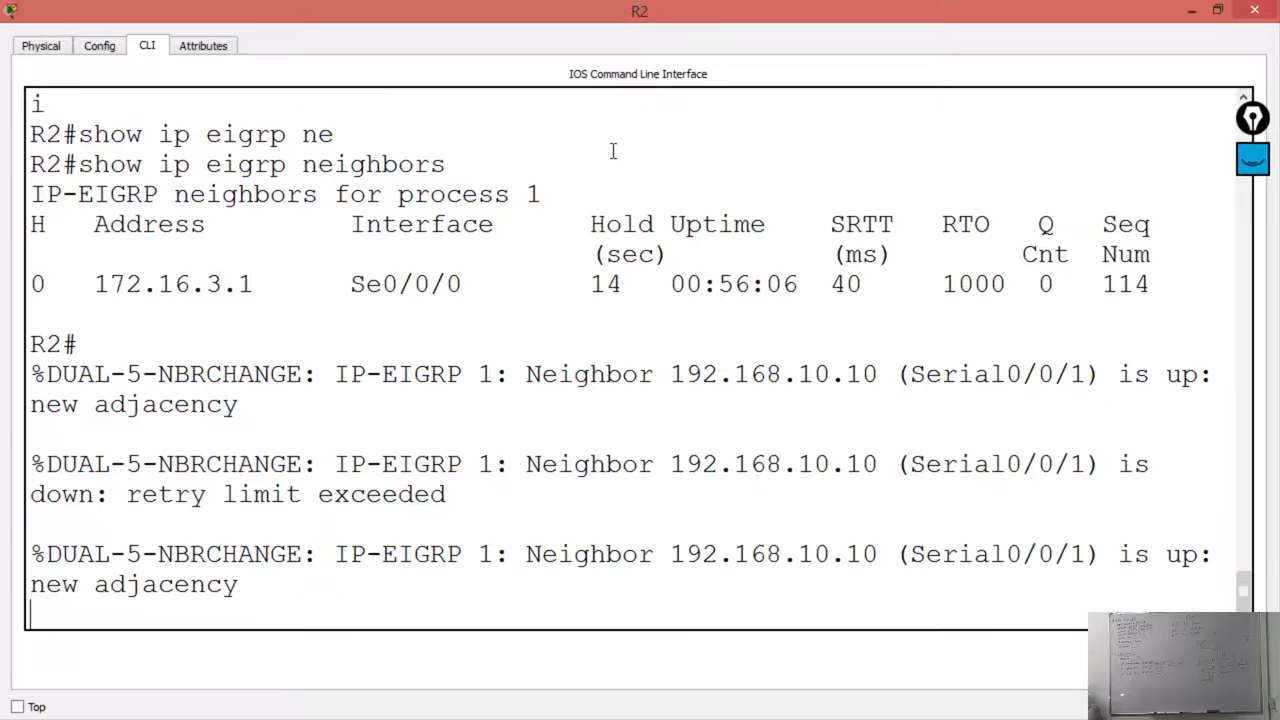 R2
Physical Config CLI Attributes
IOS Command Line Interface
i
R2#show ip eigrp ne
R2#show ip eigrp neighbors
IP-EIGRP neighbors for process 1
H Address Interface Hold Uptime SRTT RTO Q Seq
(sec) (ms) Cnt Num
0 172.16.3.1 Se0/0/0 14 00:56:06 40 1000 0 114
R2#
%DUAL-5-NBRCHANGE: IP-EIGRP 1: Neighbor 192.168.10.10 (Serial0/0/1) is up:
new adjacency
%DUAL-5-NBRCHANGE: IP-EIGRP 1: Neighbor 192.168.10.10 (Serial0/0/1) is
down: retry limit exceeded
%DUAL-5-NBRCHANGE: IP-EIGRP 1: Neighbor 192.168.10.10 (Serial0/0/1) is up:
new adjacency
Top